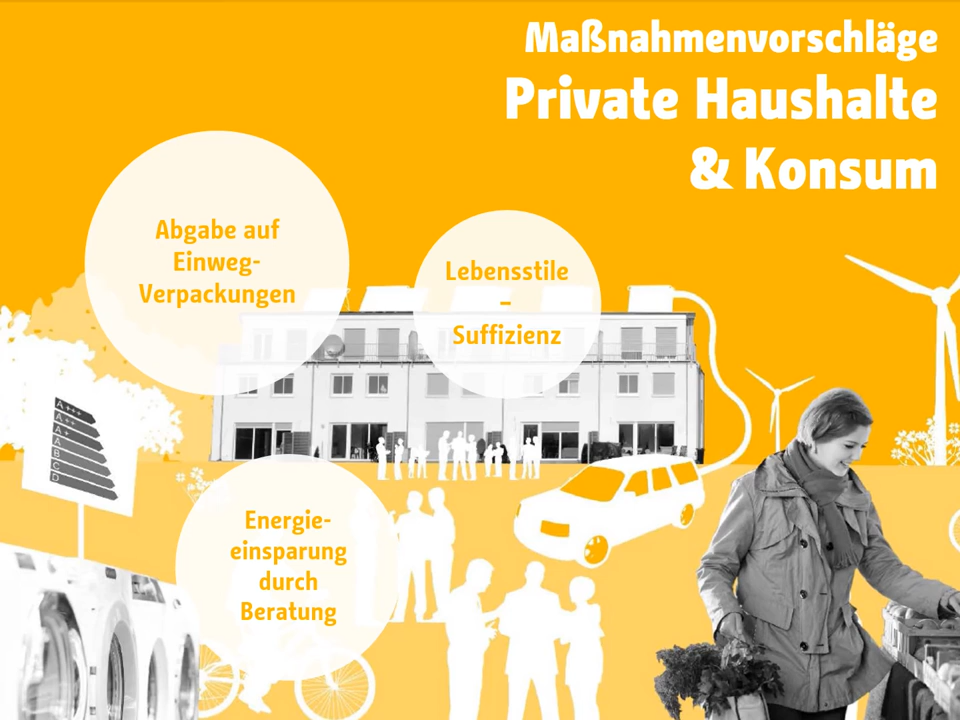 Maßnahmenvorschläge
Private Haushalte
& Konsum
Abgabe auf
Einweg-
Verpackungen
Lebensstile
–
Suffizienz
A +++
A ++
A +
A
B
C
D
Energie-
einsparung
durch
Beratung